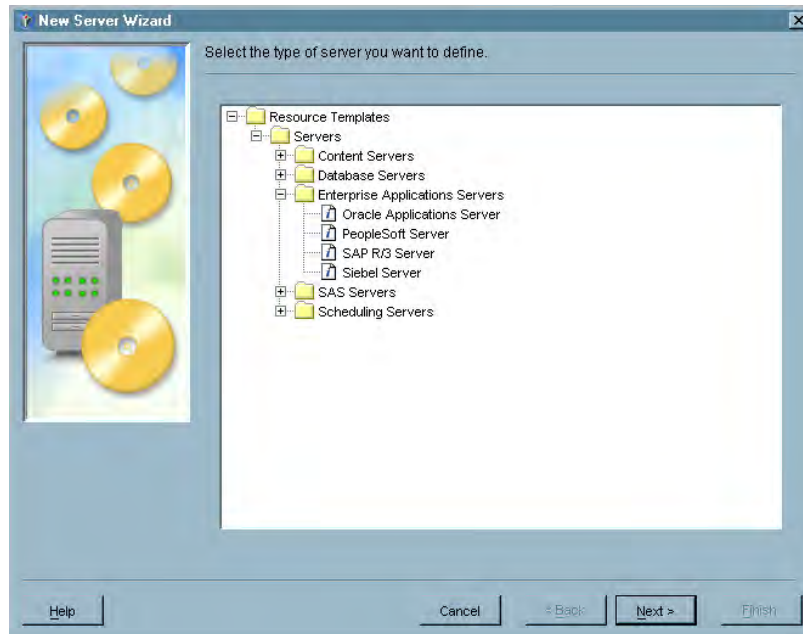 New Server Wizard
Select the type of server you want to define.
Resource Templates
Servers
Content Servers
Database Servers
Enterprise Applications Servers
Oracle Applications Server
PeopleSoft Server
SAP R/3 Server
Siebel Server
SAS Servers
Scheduling Servers
Help
Cancel
< Back
Next >
Finish